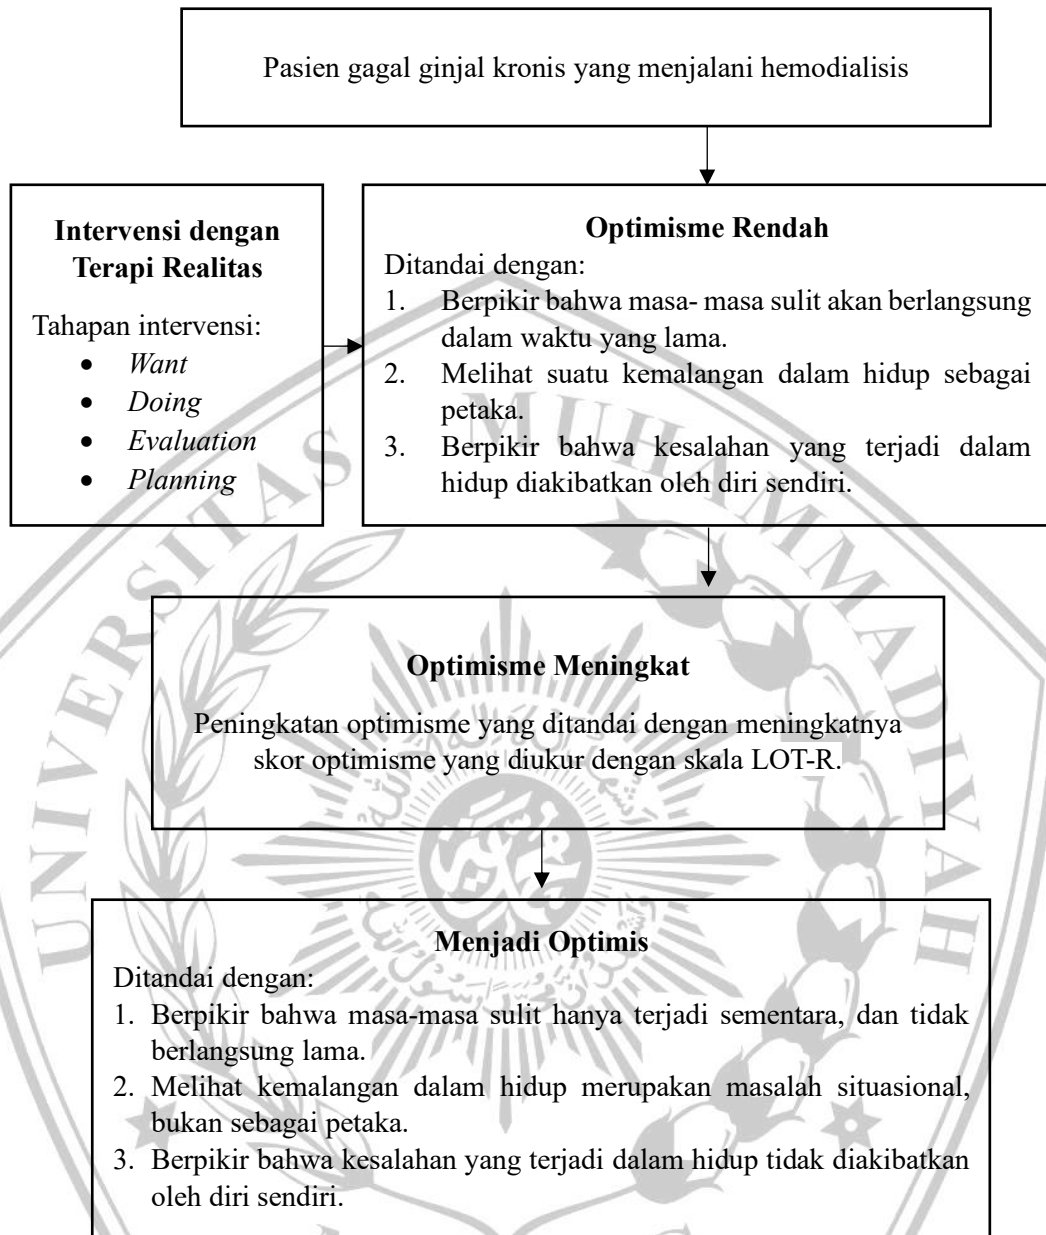 Pasien gagal ginjal kronis yang menjalani hemodialisis
Intervensi dengan
Terapi Realitas
Tahapan intervensi:
• Want
• Doing
• Evaluation
• Planning
Optimisme Rendah
Ditandai dengan:
1. Berpikir bahwa masa- masa sulit akan berlangsung
dalam waktu yang lama.
2. Melihat suatu kemalangan dalam hidup sebagai
petaka.
3. Berpikir bahwa kesalahan yang terjadi dalam
hidup diakibatkan oleh diri sendiri.
Optimisme Meningkat
Peningkatan optimisme yang ditandai dengan meningkatnya
skor optimisme yang diukur dengan skala LOT-R.
Menjadi Optimis
Ditandai dengan:
1. Berpikir bahwa masa-masa sulit hanya terjadi sementara, dan tidak
berlangsung lama.
2. Melihat kemalangan dalam hidup merupakan masalah situasional,
bukan sebagai petaka.
3. Berpikir bahwa kesalahan yang terjadi dalam hidup tidak diakibatkan
oleh diri sendiri.
UNIVERSITAS MUHAMMADIYAH